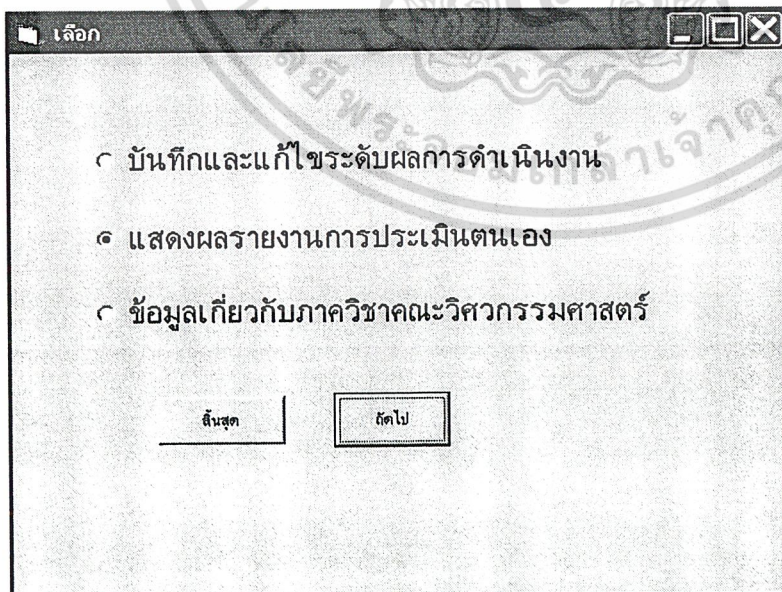 เลือก
บันทึกและแก้ไขระดับผลการดำเนินงาน
แสดงผลรายงานการประเมินตนเอง
ข้อมูลเกี่ยวกับภาควิชาคณะวิศวกรรมศาสตร์
สิ้นสุด
ถัดไป